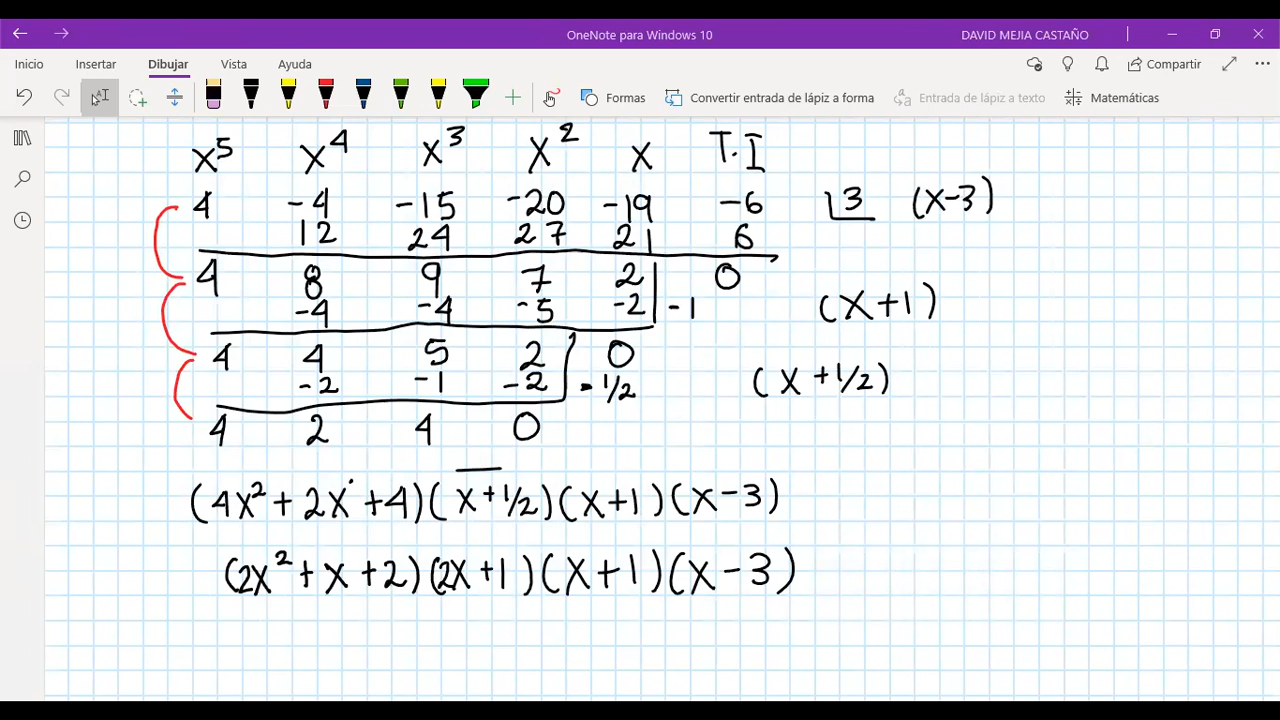 OneNote para Windows 10
DAVID MEJIA CASTAÑO
Inicio Insertar Dibujar Vista Ayuda
Compartir
Formas Convertir entrada de lápiz a forma Entrada de lápiz a texto Matemáticas
x⁵ x⁴ x³ x² x T.I
4 -4 -15 -20 -19 -6 3 (x-3)
12 24 27 21 6
4 8 9 7 2 0
-4 -4 -5 -2 -1 (x+1)
4 4 5 2 0
-2 -1 -2 -1/2 (x+1/2)
4 2 4 0
(4x²+2x+4)(x+1/2)(x+1)(x-3)
(2x²+x+2)(2x+1)(x+1)(x-3)